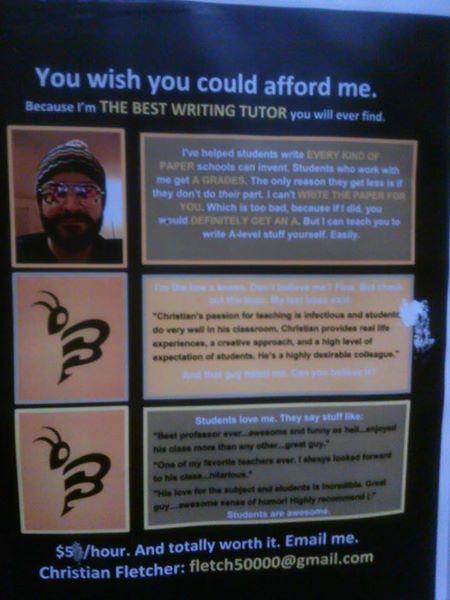 You wish you could afford me.
Because I'm THE BEST WRITING TUTOR you will ever find.
I've helped students write EVERY KIND OF
PAPER schools can invent. Students who work with
me get A GRADES. The only reason they get less is if
they don't do their part. I can't WRITE THE PAPER FOR
YOU. Which is too bad, because if I did, you
would DEFINITELY GET AN A. But I can teach you to
write A-level stuff yourself. Easily.
I'm the bee's knees. Don't believe me? Fine. But check
out the buzz. My last boss said:
"Christian's passion for teaching is infectious and students
do very well in his classroom. Christian provides real life
experiences, a creative approach, and a high level of
expectation of students. He's a highly desirable colleague."
And that guy hated me. Can you believe it?
Students love me. They say stuff like:
"Best professor ever...awesome and funny as hell...enjoyed
his class more than any other...great guy."
"One of my favorite teachers ever. I always looked forward
to his class...hilarious."
"His love for the subject and students is incredible. Great
guy....awesome sense of humor! Highly recommend (:"
Students are awesome.
$5 /hour. And totally worth it. Email me.
Christian Fletcher: fletch50000@gmail.com